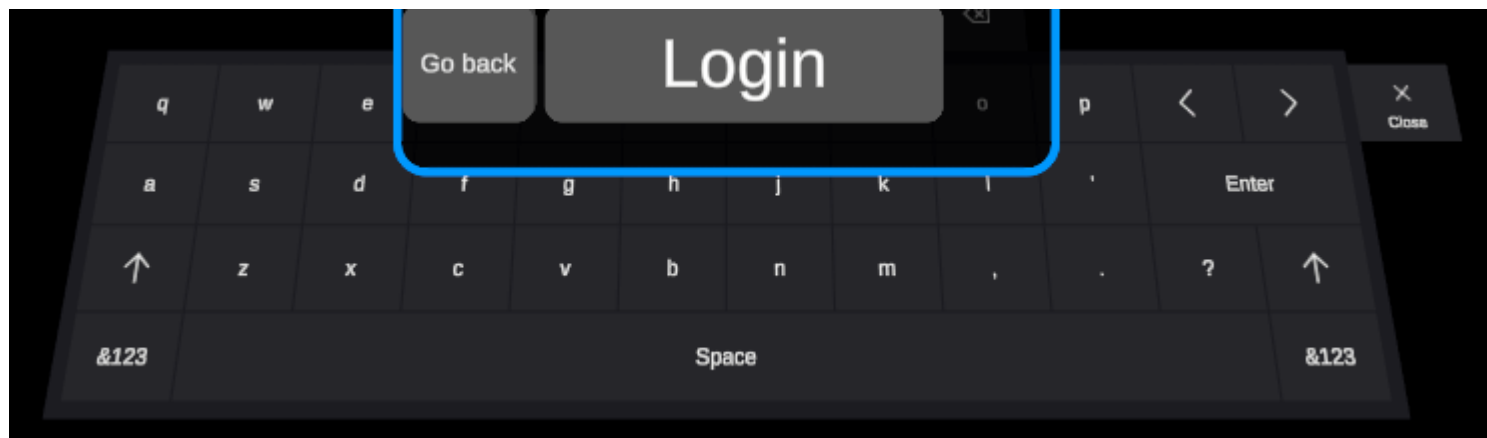 Go back Login
q w e o p < > Close
a s d f g h j k l ' Enter
z x c v b n m , . ?
&123 Space &123